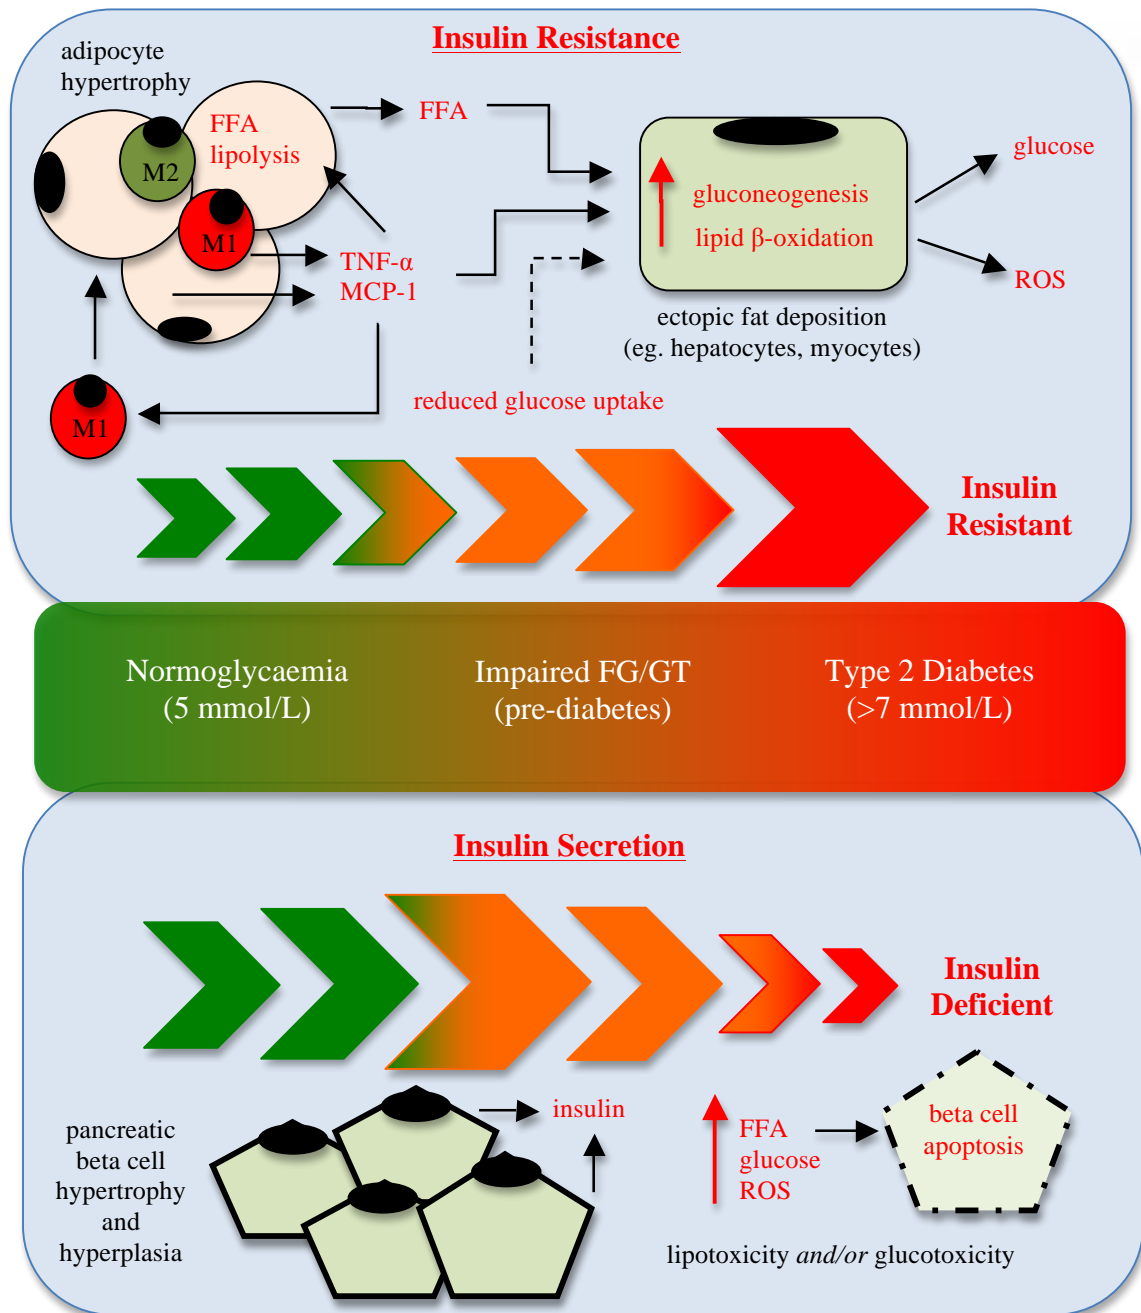 Insulin Resistance
adipocyte
hypertrophy
FFA
lipolysis
M2
M1
FFA
TNF-α
MCP-1
M1
gluconeogenesis
lipid β-oxidation
glucose
ROS
ectopic fat deposition
(eg. hepatocytes, myocytes)
reduced glucose uptake
Insulin
Resistant
Normoglycaemia
(5 mmol/L)
Impaired FG/GT
(pre-diabetes)
Type 2 Diabetes
(>7 mmol/L)
Insulin Secretion
Insulin
Deficient
pancreatic
beta cell
hypertrophy
and
hyperplasia
insulin
FFA
glucose
ROS
beta cell
apoptosis
lipotoxicity and/or glucotoxicity